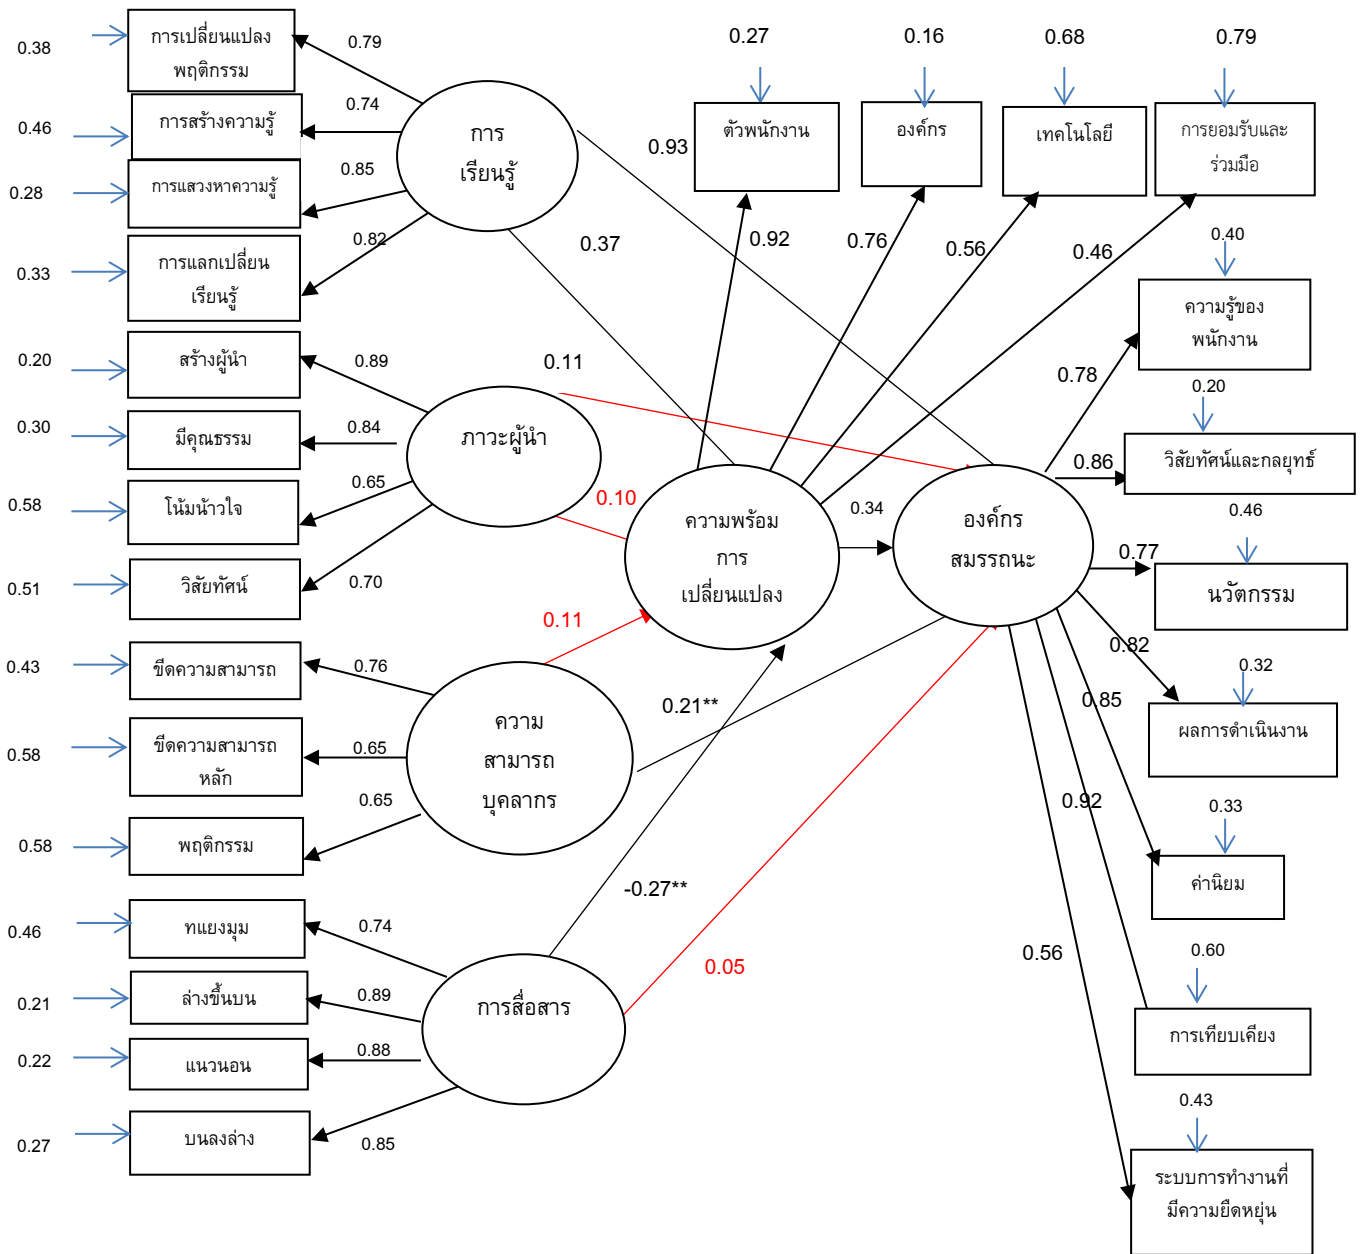 0.38
การเปลี่ยนแปลง
พฤติกรรม
0.79
0.46
การสร้างความรู้
0.74
0.28
การแสวงหาความรู้
0.85
0.33
การแลกเปลี่ยน
เรียนรู้
0.82
การ
เรียนรู้
0.20
สร้างผู้นำ
0.89
0.30
มีคุณธรรม
0.84
0.58
โน้มน้าวใจ
0.65
0.51
วิสัยทัศน์
0.70
ภาวะผู้นำ
0.43
ขีดความสามารถ
0.76
0.58
ขีดความสามารถ
หลัก
0.65
0.58
พฤติกรรม
0.65
ความ
สามารถ
บุคลากร
0.46
ทแยงมุม
0.74
0.21
ล่างขึ้นบน
0.89
0.22
แนวนอน
0.88
0.27
บนลงล่าง
0.85
การสื่อสาร
0.93
0.37
0.11
0.10
0.11
0.21**
-0.27**
0.05
0.34
ความพร้อม
การ
เปลี่ยนแปลง
องค์กร
สมรรถนะ
0.27
ตัวพนักงาน
0.92
0.16
องค์กร
0.76
0.68
เทคโนโลยี
0.56
0.79
การยอมรับและ
ร่วมมือ
0.46
0.40
ความรู้ของ
พนักงาน
0.78
0.20
วิสัยทัศน์และกลยุทธ์
0.86
0.46
นวัตกรรม
0.77
0.32
ผลการดำเนินงาน
0.82
0.33
ค่านิยม
0.85
0.60
การเทียบเคียง
0.92
0.43
ระบบการทำงานที่
มีความยืดหยุ่น
0.56